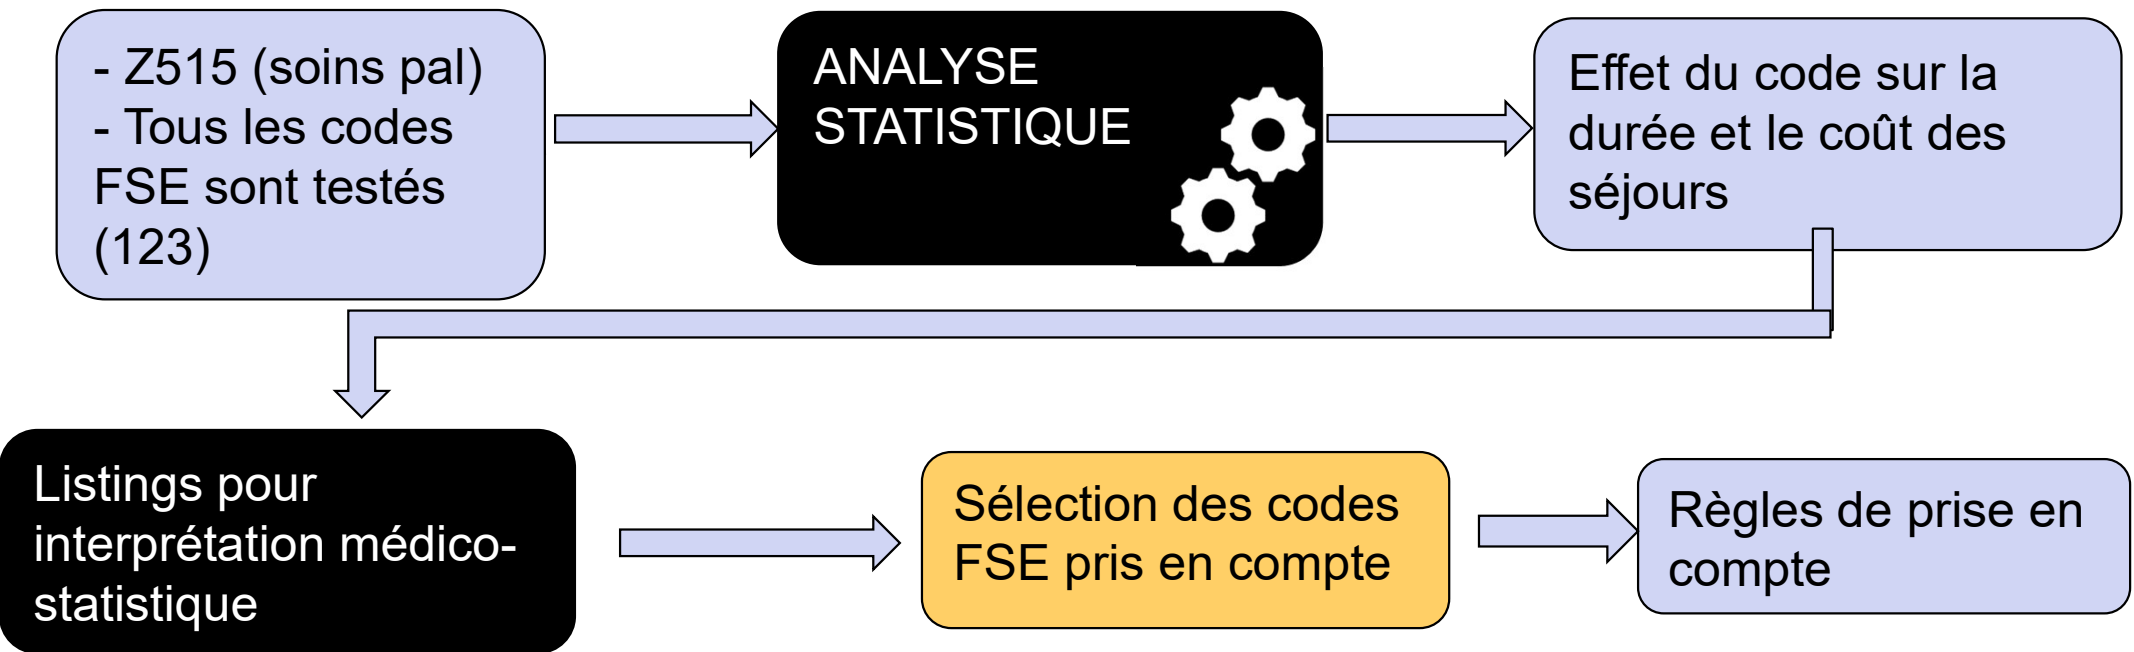 - Z515 (soins pal)
- Tous les codes
FSE sont testés
(123)
ANALYSE
STATISTIQUE
Effet du code sur la
durée et le coût des
séjours
Listings pour
interprétation médico-
statistique
Sélection des codes
FSE pris en compte
Règles de prise en
compte